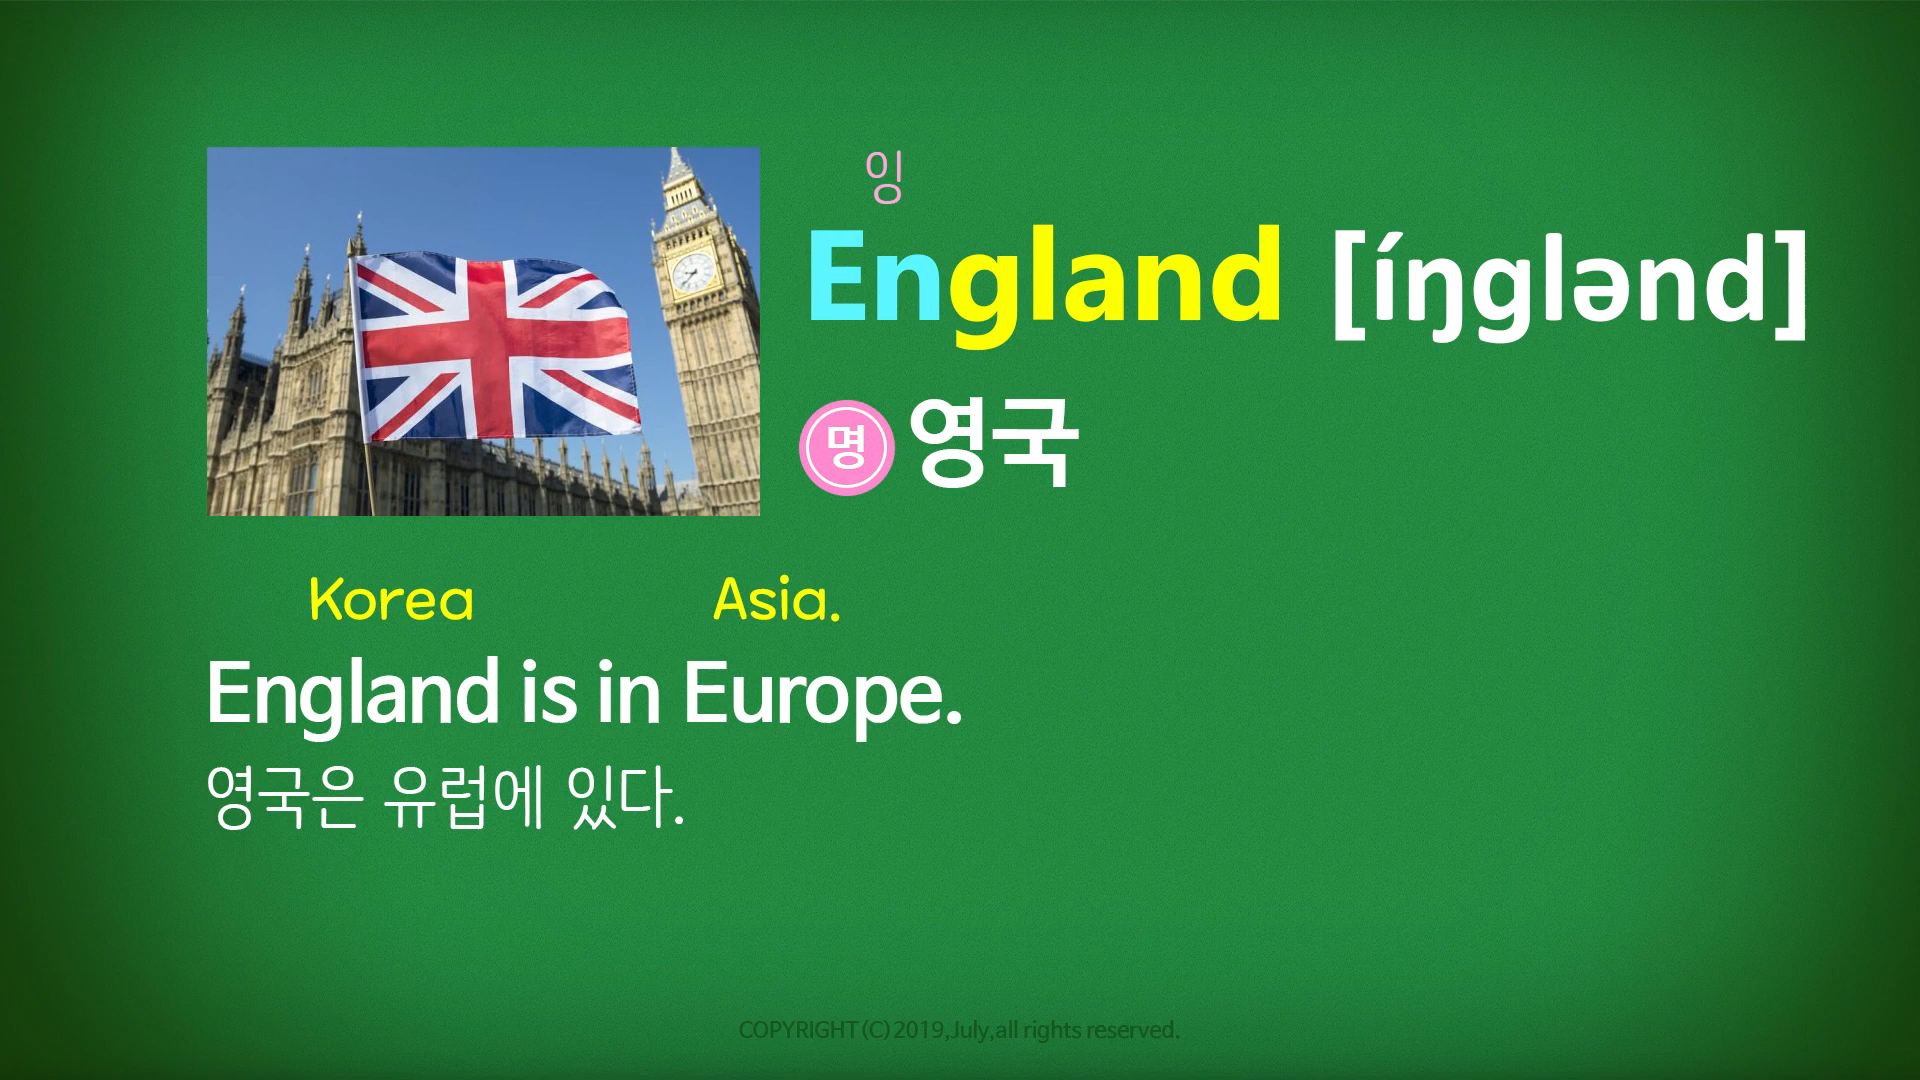 잉
England [íŋglənd]
명 영국
Korea Asia.
England is in Europe.
영국은 유럽에 있다.
COPYRIGHT (C) 2019,July,all rights reserved.